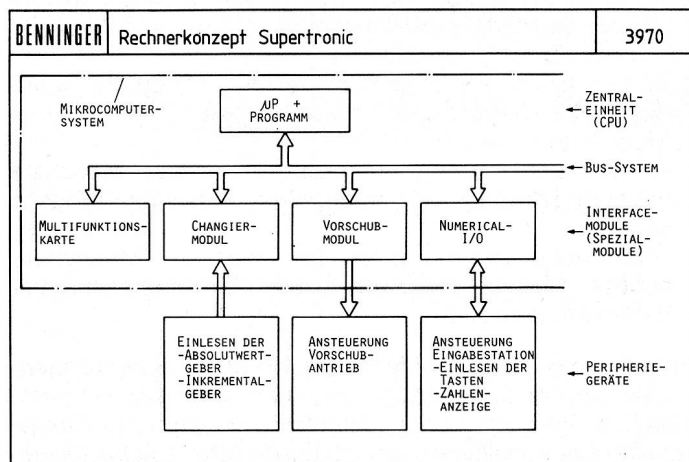 BENNINGER
Rechnerkonzept Supertronic
3970
MIKROCOMPUTER-
SYSTEM
µP +
PROGRAMM
ZENTRAL-
EINHEIT
(CPU)
BUS-SYSTEM
MULTIFUNKTIONS-
KARTE
CHANGIER-
MODUL
VORSCHUB-
MODUL
NUMERICAL-
I/O
INTERFACE-
MODULE
(SPEZIAL-
MODULE)
EINLESEN DER
-ABSOLUTWERT-
GEBER
-INKREMENTAL-
GEBER
ANSTEUERUNG
VORSCHUB-
ANTRIEB
ANSTEUERUNG
EINGABESTATION
-EINLESEN DER
TASTEN
-ZAHLEN-
ANZEIGE
PERIPHERIE-
GERÄTE